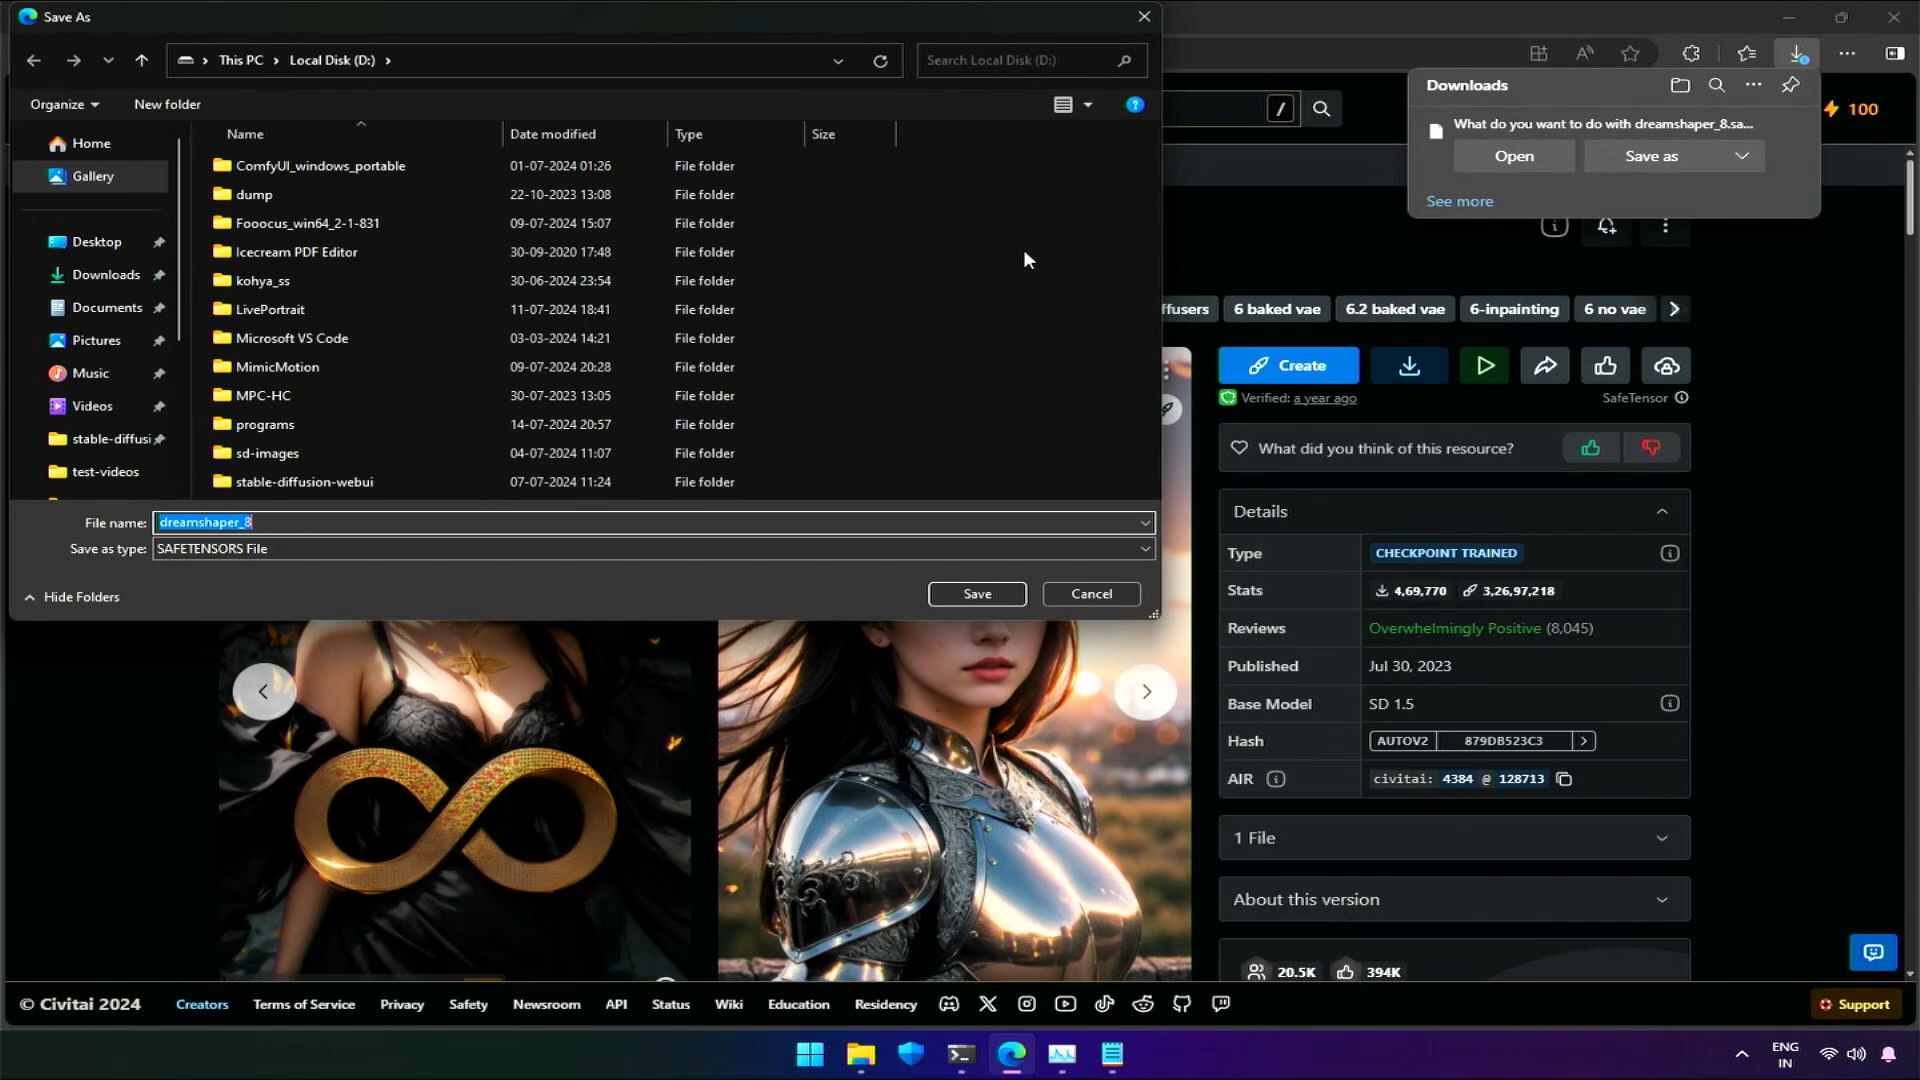 Save As
This PC > Local Disk (D:) >
Search Local Disk (D:)
Organize
New folder
Name
Date modified
Type
Size
Home
Gallery
Desktop
Downloads
Documents
Pictures
Music
Videos
stable-diffusi
test-videos
ComfyUI_windows_portable 01-07-2024 01:26 File folder
dump 22-10-2023 13:08 File folder
Fooocus_win64_2-1-831 09-07-2024 15:07 File folder
Icecream PDF Editor 30-09-2020 17:48 File folder
kohya_ss 30-06-2024 23:54 File folder
LivePortrait 11-07-2024 18:41 File folder
Microsoft VS Code 03-03-2024 14:21 File folder
MimicMotion 09-07-2024 20:28 File folder
MPC-HC 30-07-2023 13:05 File folder
programs 14-07-2024 20:57 File folder
sd-images 04-07-2024 11:07 File folder
stable-diffusion-webui 07-07-2024 11:24 File folder
File name: dreamshaper_8
Save as type: SAFETENSORS File
Hide Folders
Save
Cancel
/
Downloads
What do you want to do with dreamshaper_8.sa...
Open
Save as
See more
100
ffusers
6 baked vae
6.2 baked vae
6-inpainting
6 no vae
Create
Verified: a year ago
SafeTensor
What did you think of this resource?
Details
Type CHECKPOINT TRAINED
Stats 4,69,770 3,26,97,218
Reviews Overwhelmingly Positive (8,045)
Published Jul 30, 2023
Base Model SD 1.5
Hash AUTOV2 879DB523C3
AIR civitai: 4384 @ 128713
1 File
About this version
20.5K 394K
© Civitai 2024
Creators
Terms of Service
Privacy
Safety
Newsroom
API
Status
Wiki
Education
Residency
Support
ENG
IN